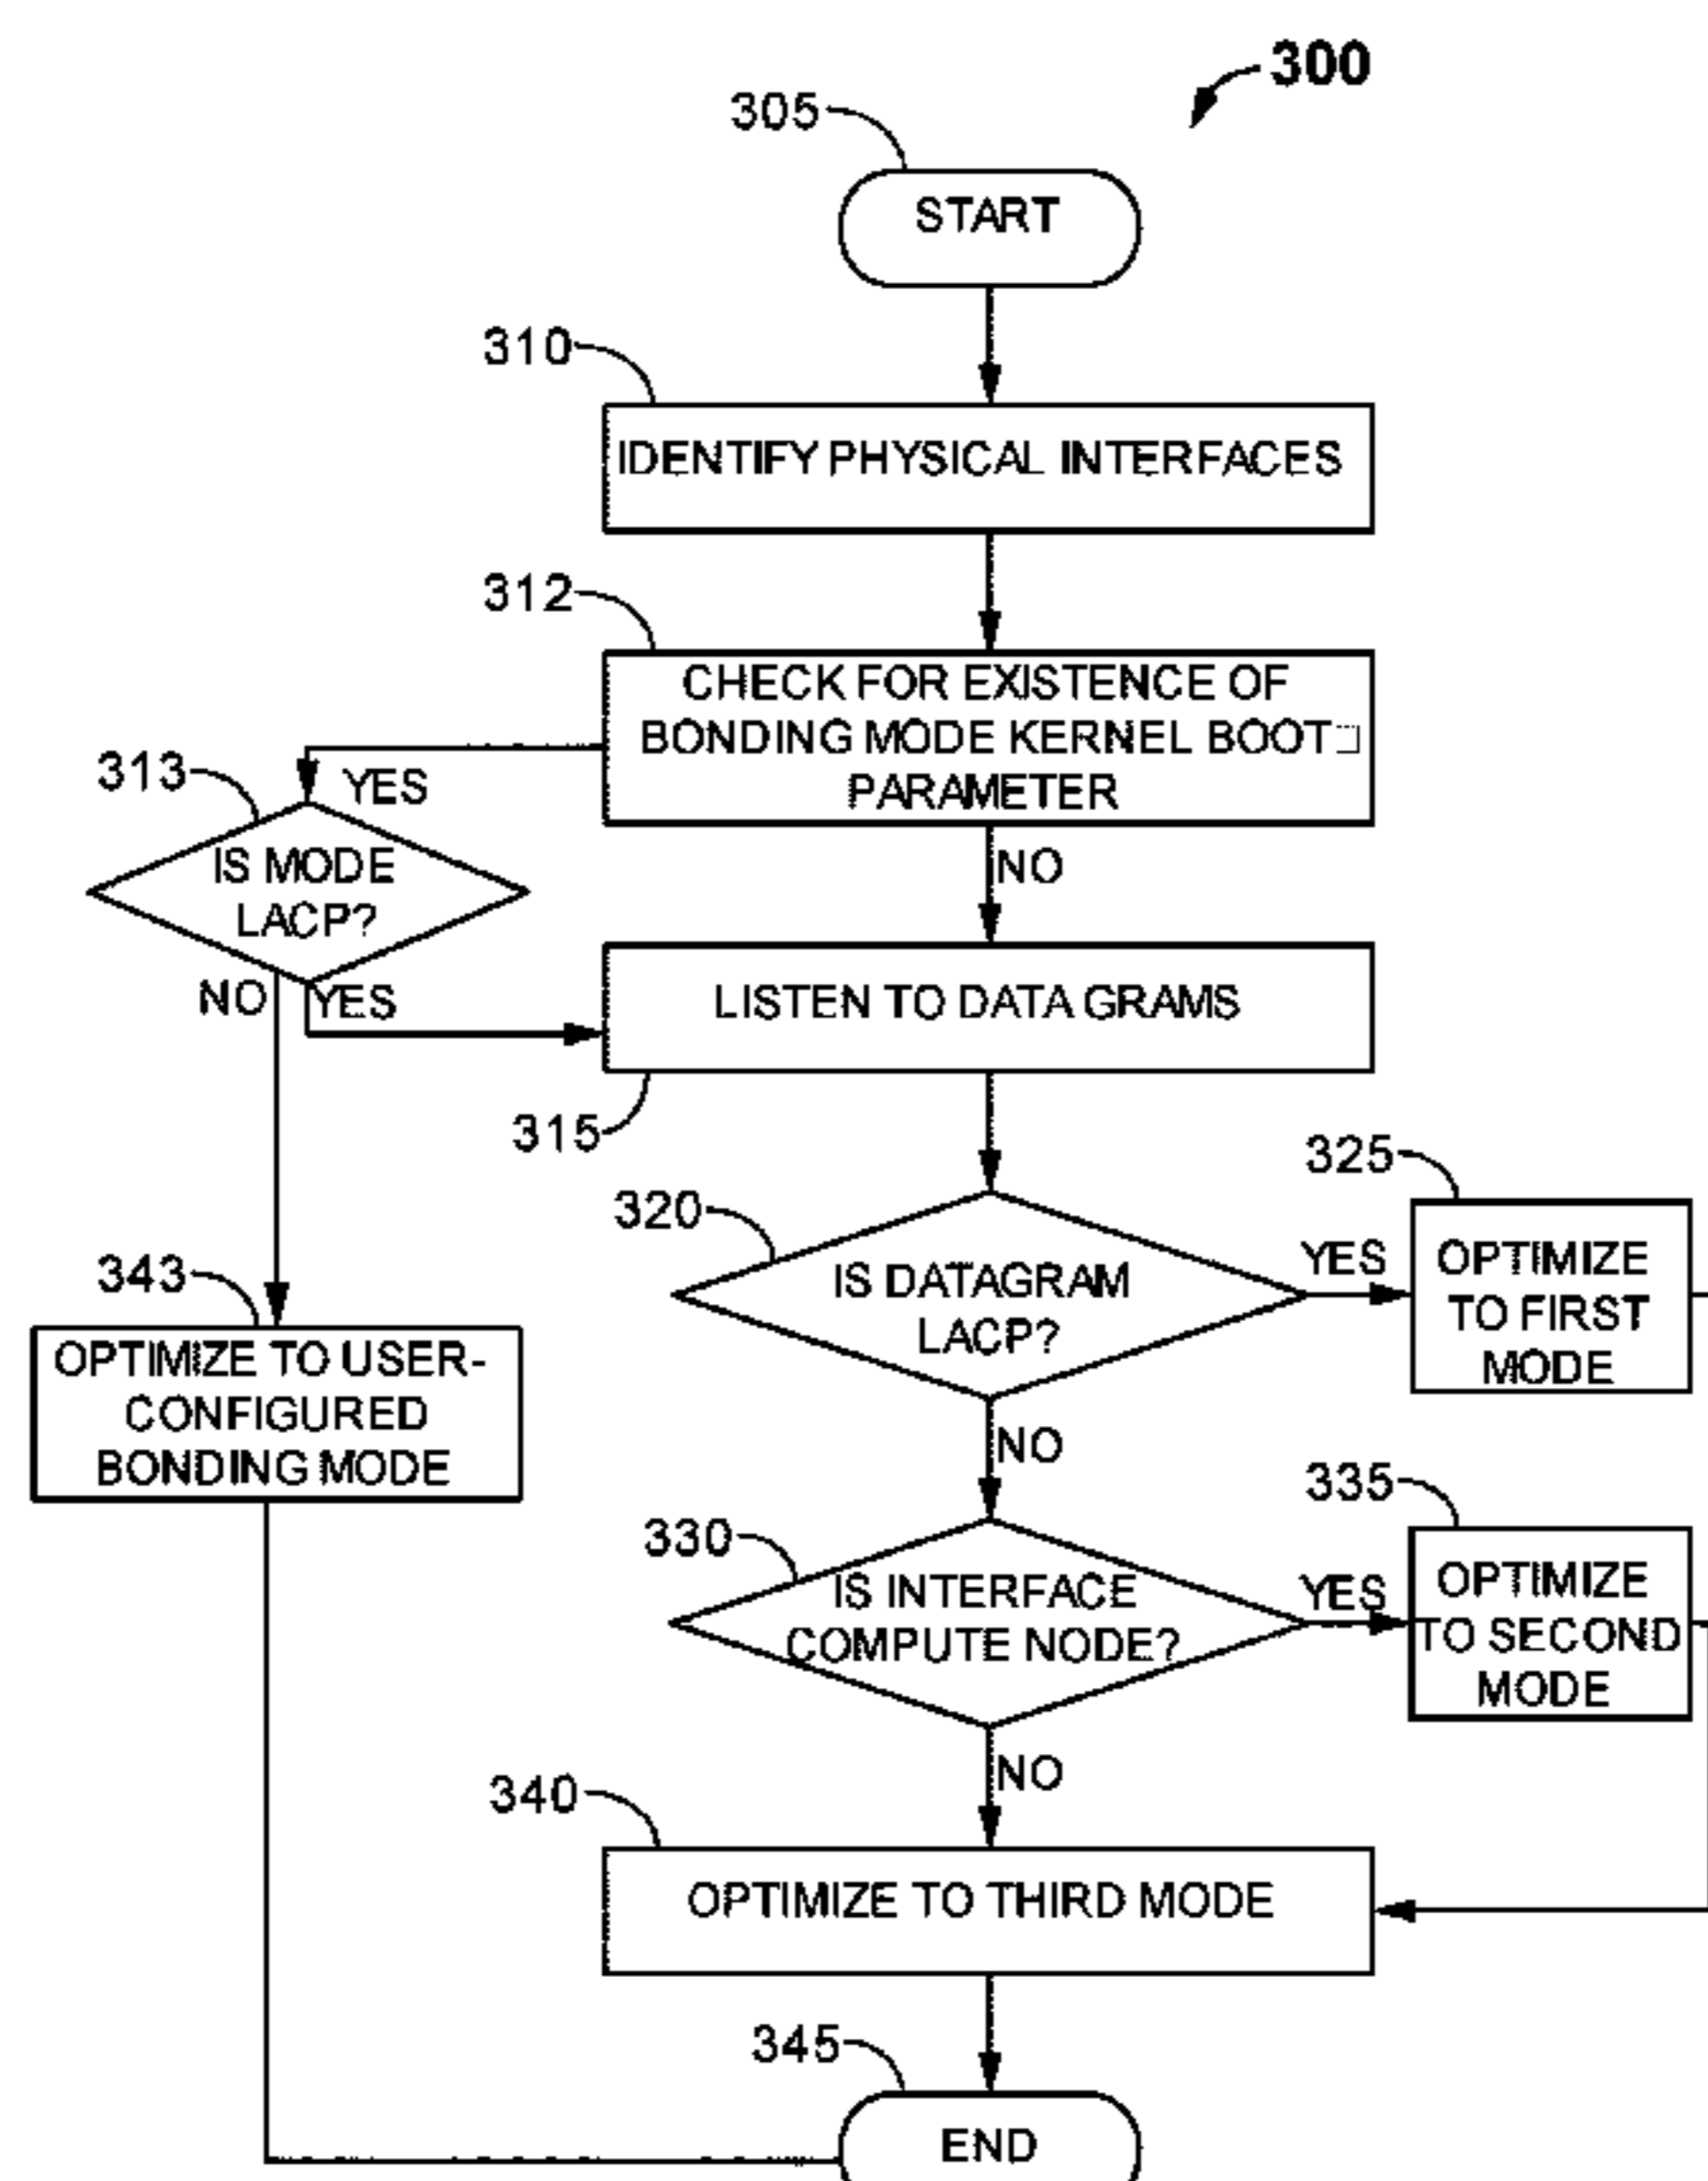 300
305
START
310
IDENTIFY PHYSICAL INTERFACES
312
CHECK FOR EXISTENCE OF
BONDING MODE KERNEL BOOT
PARAMETER
313
YES
NO
IS MODE
LACP?
NO
YES
LISTEN TO DATA GRAMS
315
325
320
IS DATAGRAM
LACP?
YES
OPTIMIZE
TO FIRST
MODE
343
OPTIMIZE TO USER-
CONFIGURED
BONDING MODE
NO
335
330
IS INTERFACE
COMPUTE NODE?
YES
OPTIMIZE
TO SECOND
MODE
NO
340
OPTIMIZE TO THIRD MODE
345
END